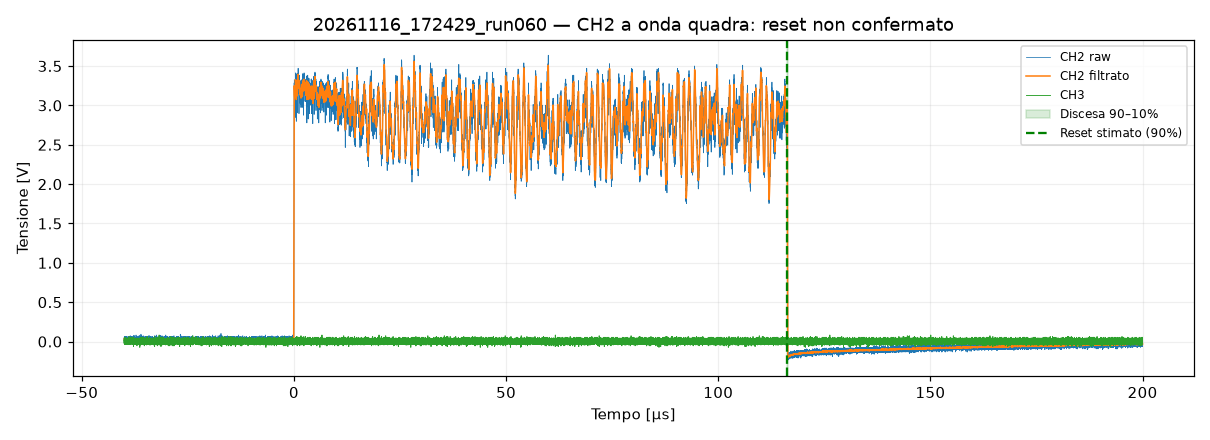 20261116_172429_run060 — CH2 a onda quadra: reset non confermato
CH2 raw
CH2 filtrato
CH3
Discesa 90–10%
Reset stimato (90%)
Tensione [V]
3.5
3.0
2.5
2.0
1.5
1.0
0.5
0.0
−50
0
50
100
150
200
Tempo [µs]